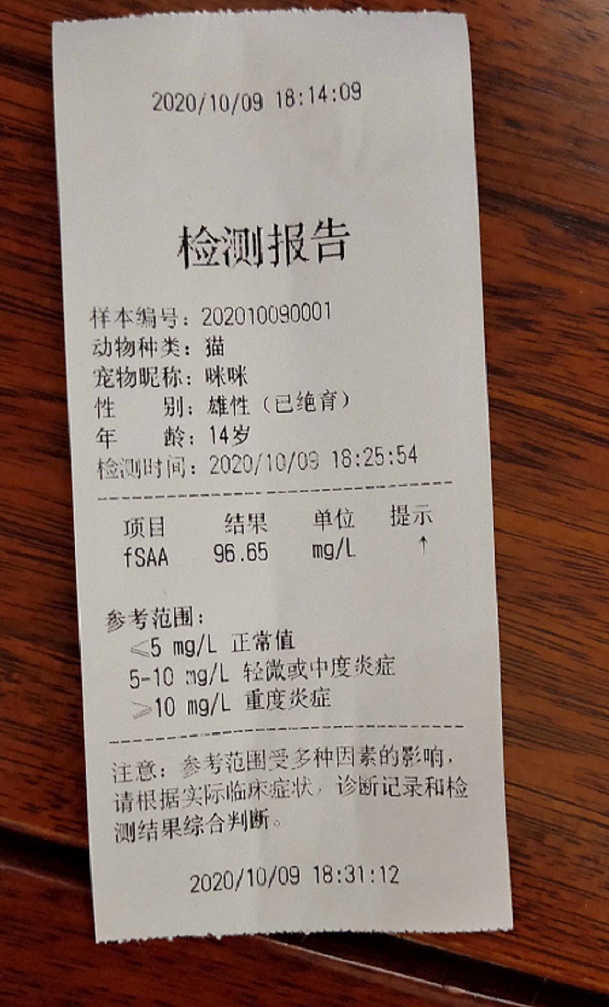 2020/10/09 18:14:09
检测报告
样本编号：202010090001
动物种类：猫
宠物昵称：咪咪
性　　别：雄性（已绝育）
年　　龄：14岁
检测时间：2020/10/09 18:25:54
项目 结果 单位 提示
fSAA 96.65 mg/L ↑
参考范围：
≤5 mg/L 正常值
5-10 mg/L 轻微或中度炎症
≥10 mg/L 重度炎症
注意：参考范围受多种因素的影响，
请根据实际临床症状，诊断记录和检
测结果综合判断。
2020/10/09 18:31:12